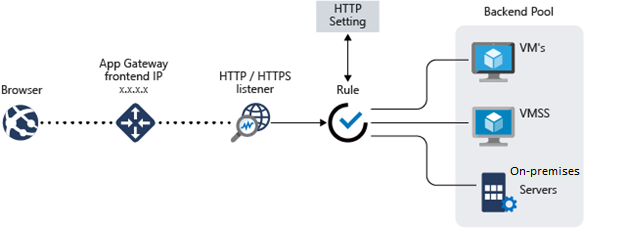 HTTP
Setting
Backend Pool
App Gateway
frontend IP
x.x.x.x
HTTP / HTTPS
listener
Browser
Rule
VM's
VMSS
On-premises
Servers